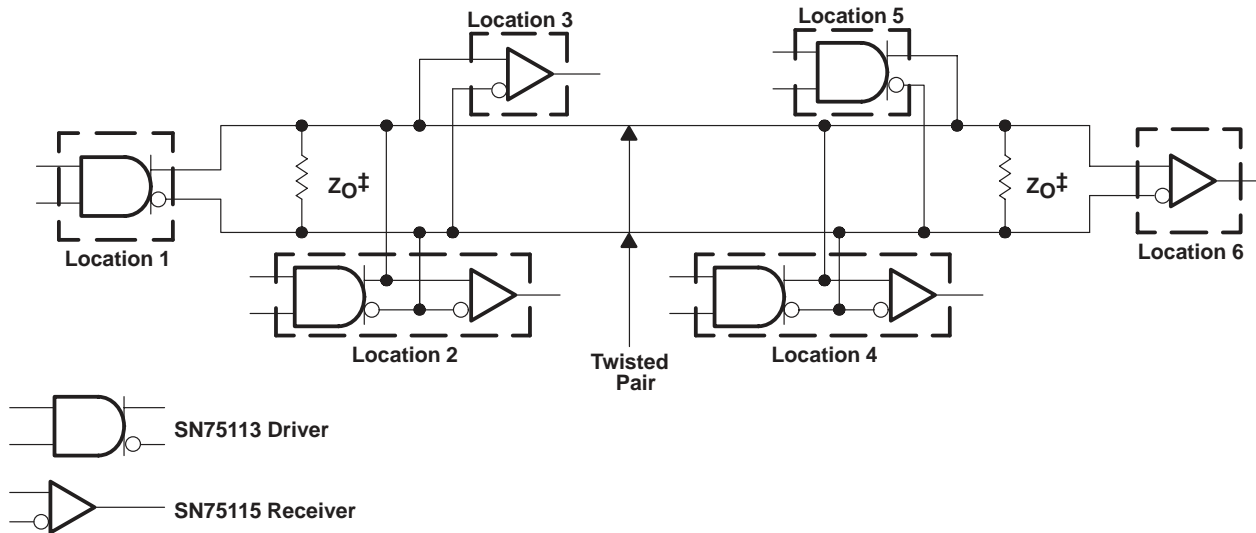 Location 3
Location 5
ZO‡
ZO‡
Location 1
Location 6
Location 2
Location 4
Twisted
Pair
SN75113 Driver
SN75115 Receiver